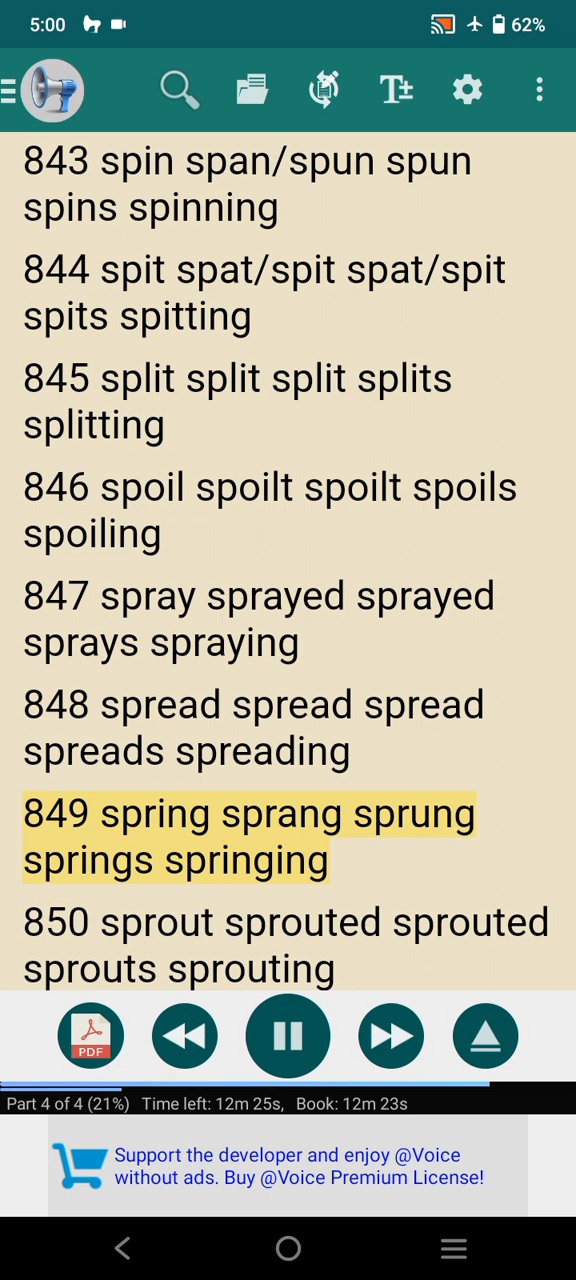 5:00
62%
T±
843 spin span/spun spun
spins spinning
844 spit spat/spit spat/spit
spits spitting
845 split split split splits
splitting
846 spoil spoilt spoilt spoils
spoiling
847 spray sprayed sprayed
sprays spraying
848 spread spread spread
spreads spreading
849 spring sprang sprung
springs springing
850 sprout sprouted sprouted
sprouts sprouting
PDF
Part 4 of 4 (21%) Time left: 12m 25s, Book: 12m 23s
Support the developer and enjoy @Voice
without ads. Buy @Voice Premium License!